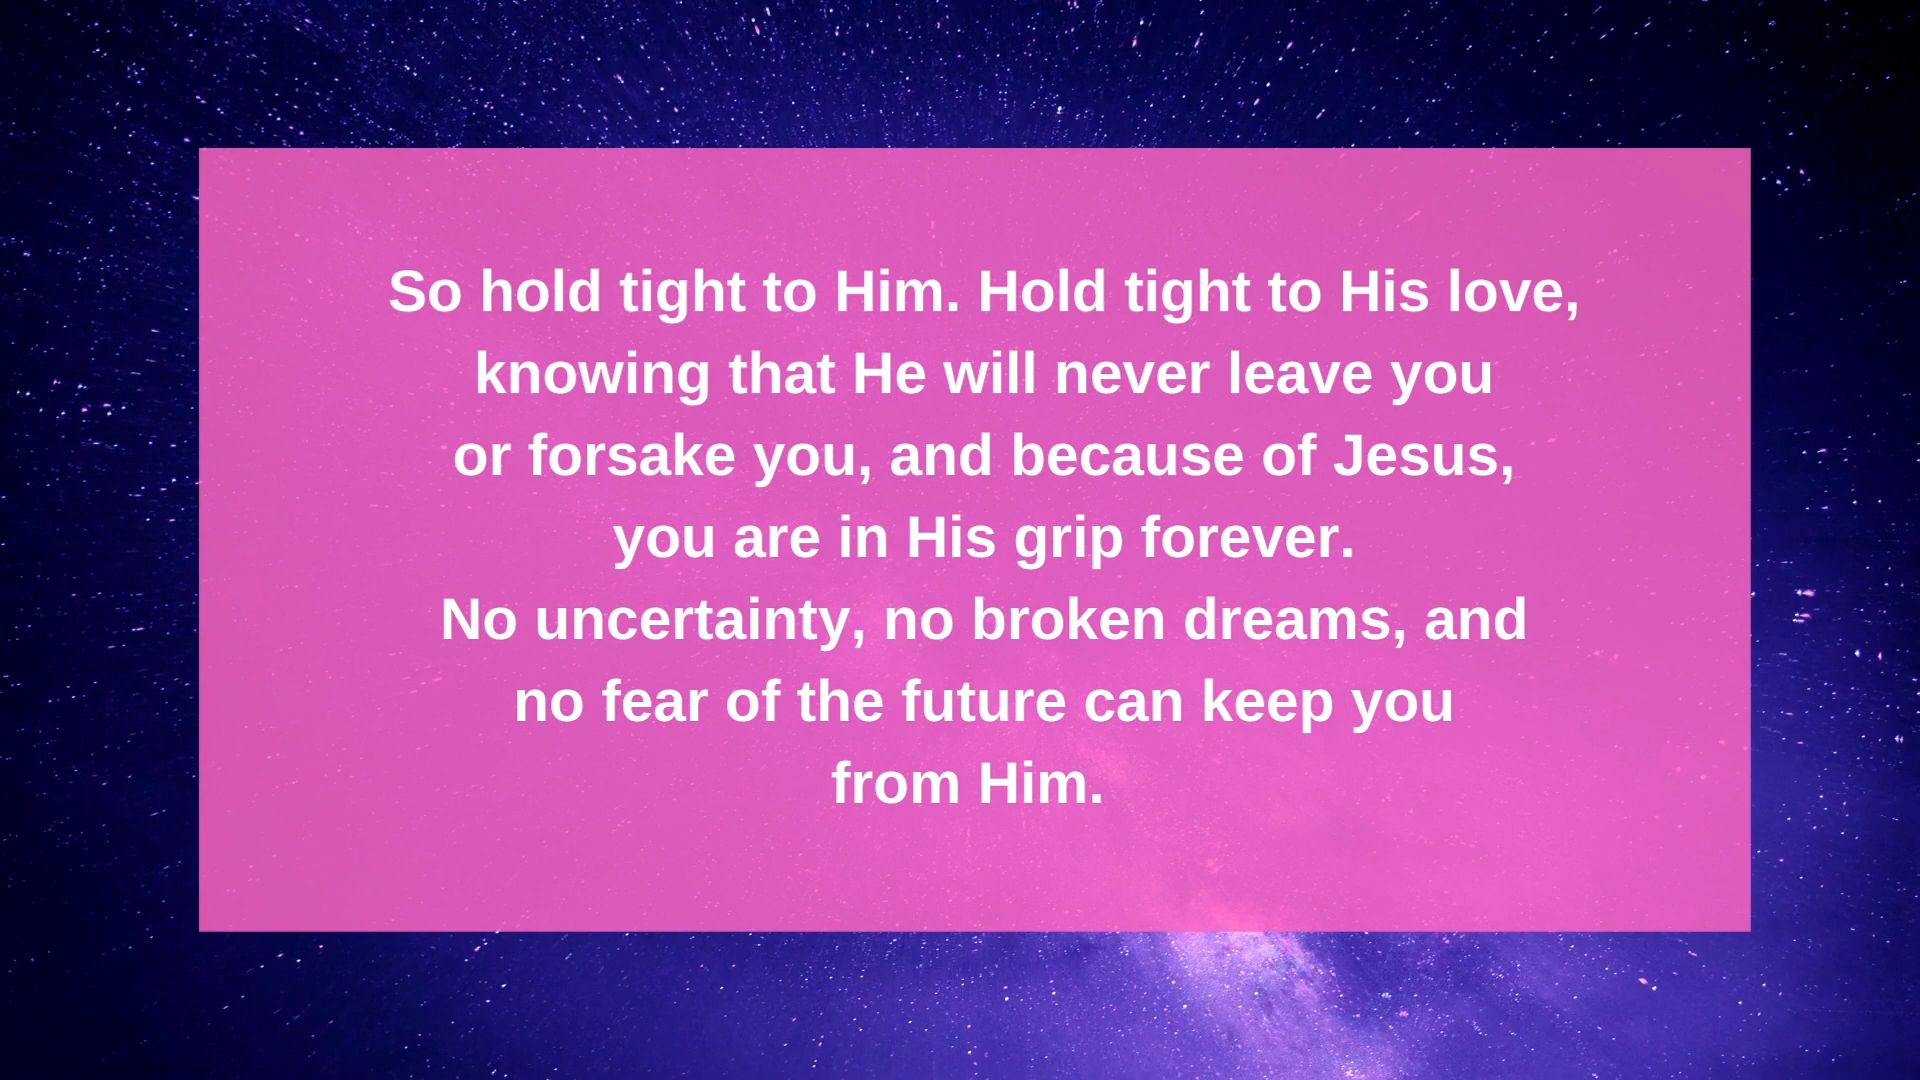 So hold tight to Him. Hold tight to His love,
knowing that He will never leave you
or forsake you, and because of Jesus,
you are in His grip forever.
No uncertainty, no broken dreams, and
no fear of the future can keep you
from Him.